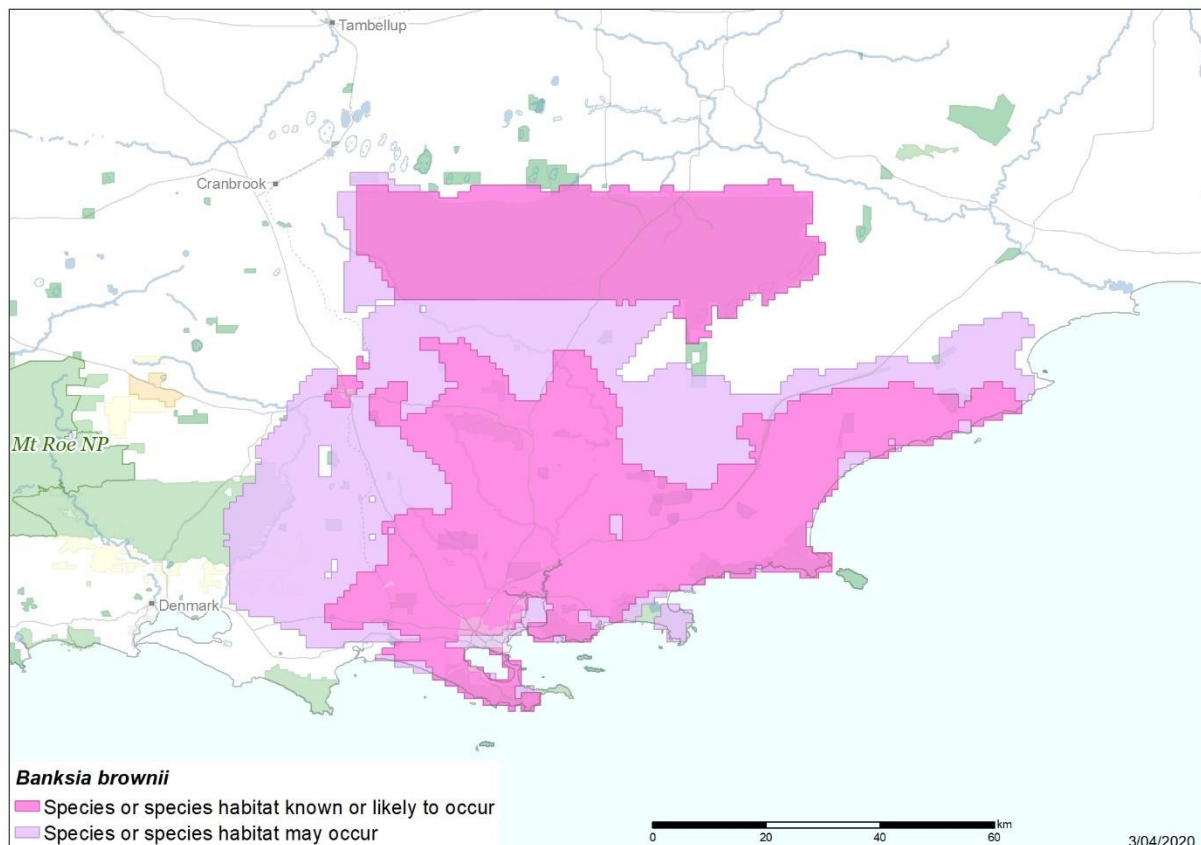 Tambellup
Cranbrook
Mt Roe NP
Denmark
Banksia brownii
Species or species habitat known or likely to occur
Species or species habitat may occur
km
0 20 40 60
3/04/2020